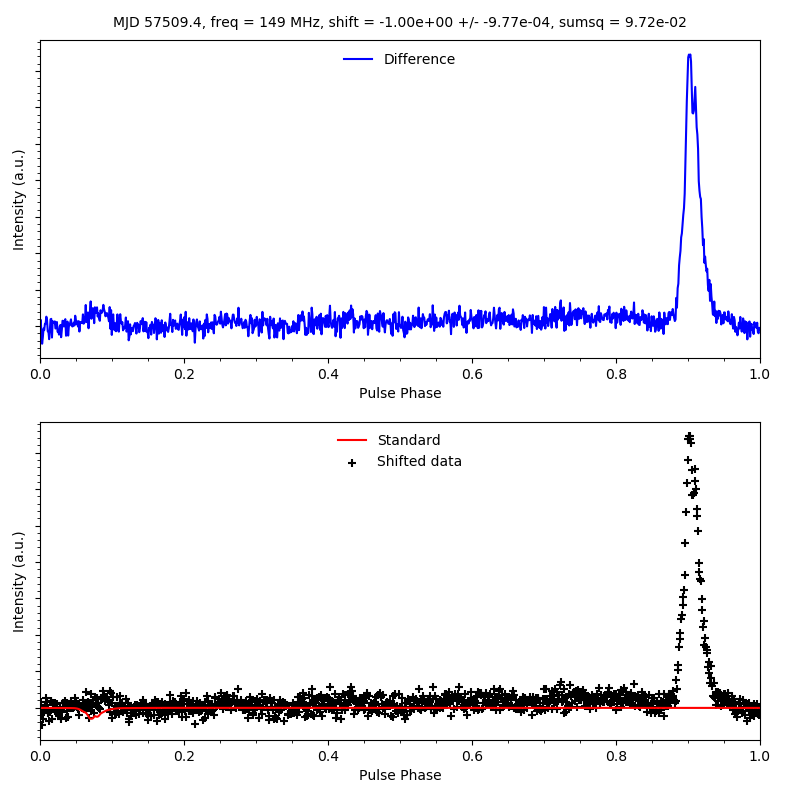 MJD 57509.4, freq = 149 MHz, shift = -1.00e+00 +/- -9.77e-04, sumsq = 9.72e-02
Difference
Intensity (a.u.)
0.0 0.2 0.4 0.6 0.8 1.0
Pulse Phase
Standard
Shifted data
Intensity (a.u.)
0.0 0.2 0.4 0.6 0.8 1.0
Pulse Phase